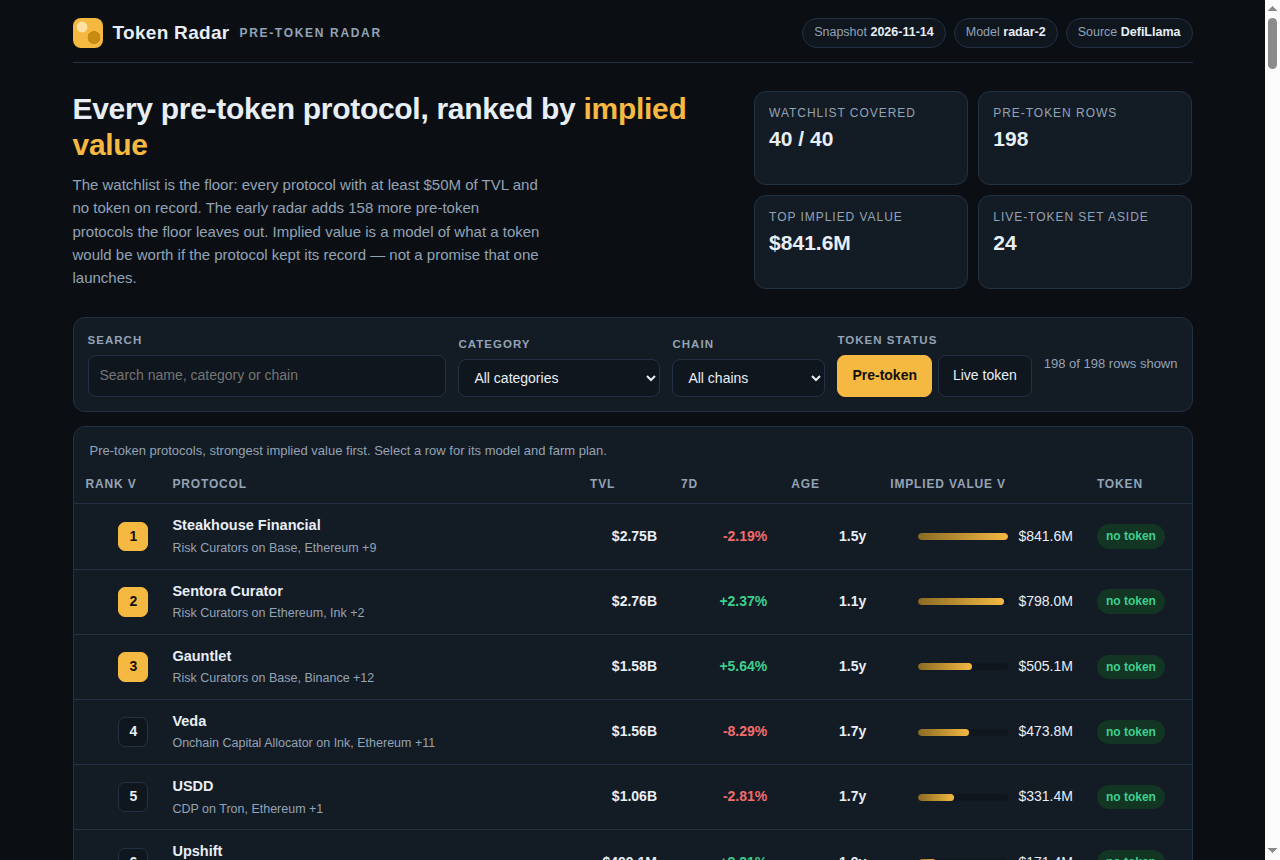 Token Radar PRE-TOKEN RADAR
Snapshot 2026-11-14
Model radar-2
Source DefiLlama
Every pre-token protocol, ranked by implied
value
The watchlist is the floor: every protocol with at least $50M of TVL and
no token on record. The early radar adds 158 more pre-token
protocols the floor leaves out. Implied value is a model of what a token
would be worth if the protocol kept its record — not a promise that one
launches.
WATCHLIST COVERED
40 / 40
PRE-TOKEN ROWS
198
TOP IMPLIED VALUE
$841.6M
LIVE-TOKEN SET ASIDE
24
SEARCH
Search name, category or chain
CATEGORY
All categories
CHAIN
All chains
TOKEN STATUS
Pre-token
Live token
198 of 198 rows shown
Pre-token protocols, strongest implied value first. Select a row for its model and farm plan.
RANK V PROTOCOL TVL 7D AGE IMPLIED VALUE V TOKEN
1 Steakhouse Financial $2.75B -2.19% 1.5y $841.6M no token
Risk Curators on Base, Ethereum +9
2 Sentora Curator $2.76B +2.37% 1.1y $798.0M no token
Risk Curators on Ethereum, Ink +2
3 Gauntlet $1.58B +5.64% 1.5y $505.1M no token
Risk Curators on Base, Binance +12
4 Veda $1.56B -8.29% 1.7y $473.8M no token
Onchain Capital Allocator on Ink, Ethereum +11
5 USDD $1.06B -2.81% 1.7y $331.4M no token
CDP on Tron, Ethereum +1
Upshift